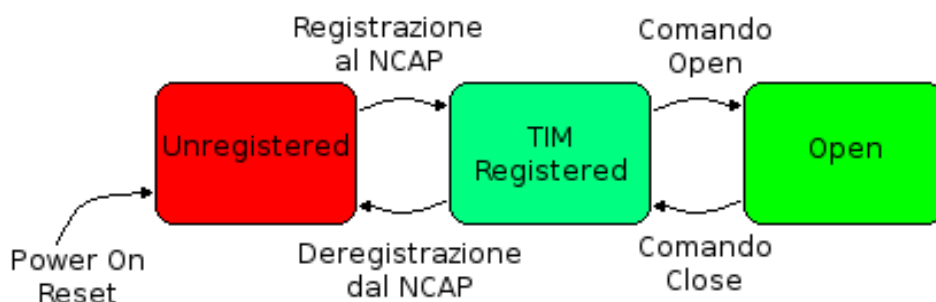 Registrazione
al NCAP
Comando
Open
Unregistered
TIM
Registered
Open
Power On
Reset
Deregistrazione
dal NCAP
Comando
Close